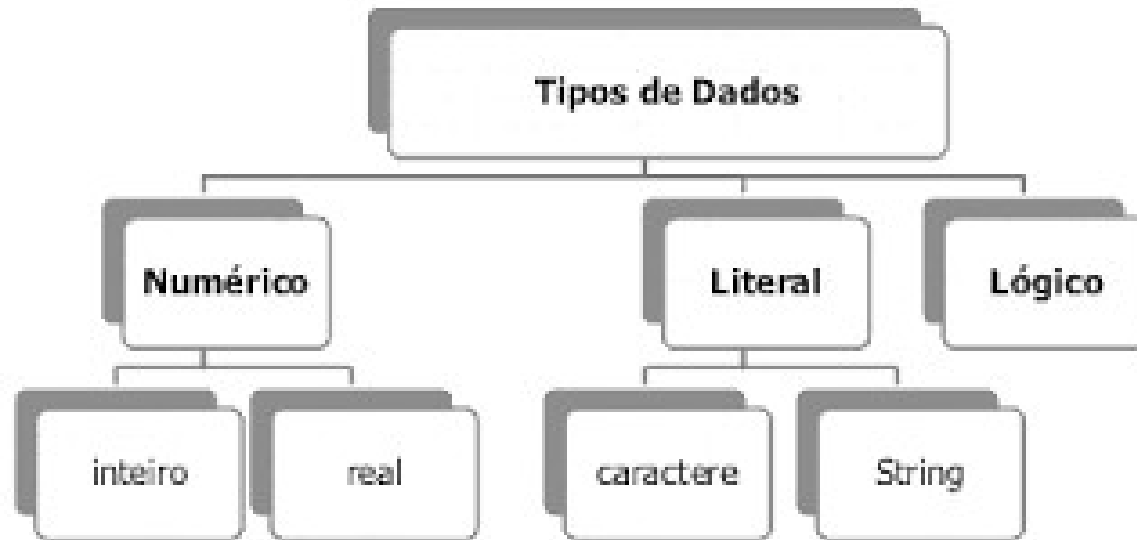 Tipos de Dados
Numérico
Literal
Lógico
inteiro
real
caractere
String